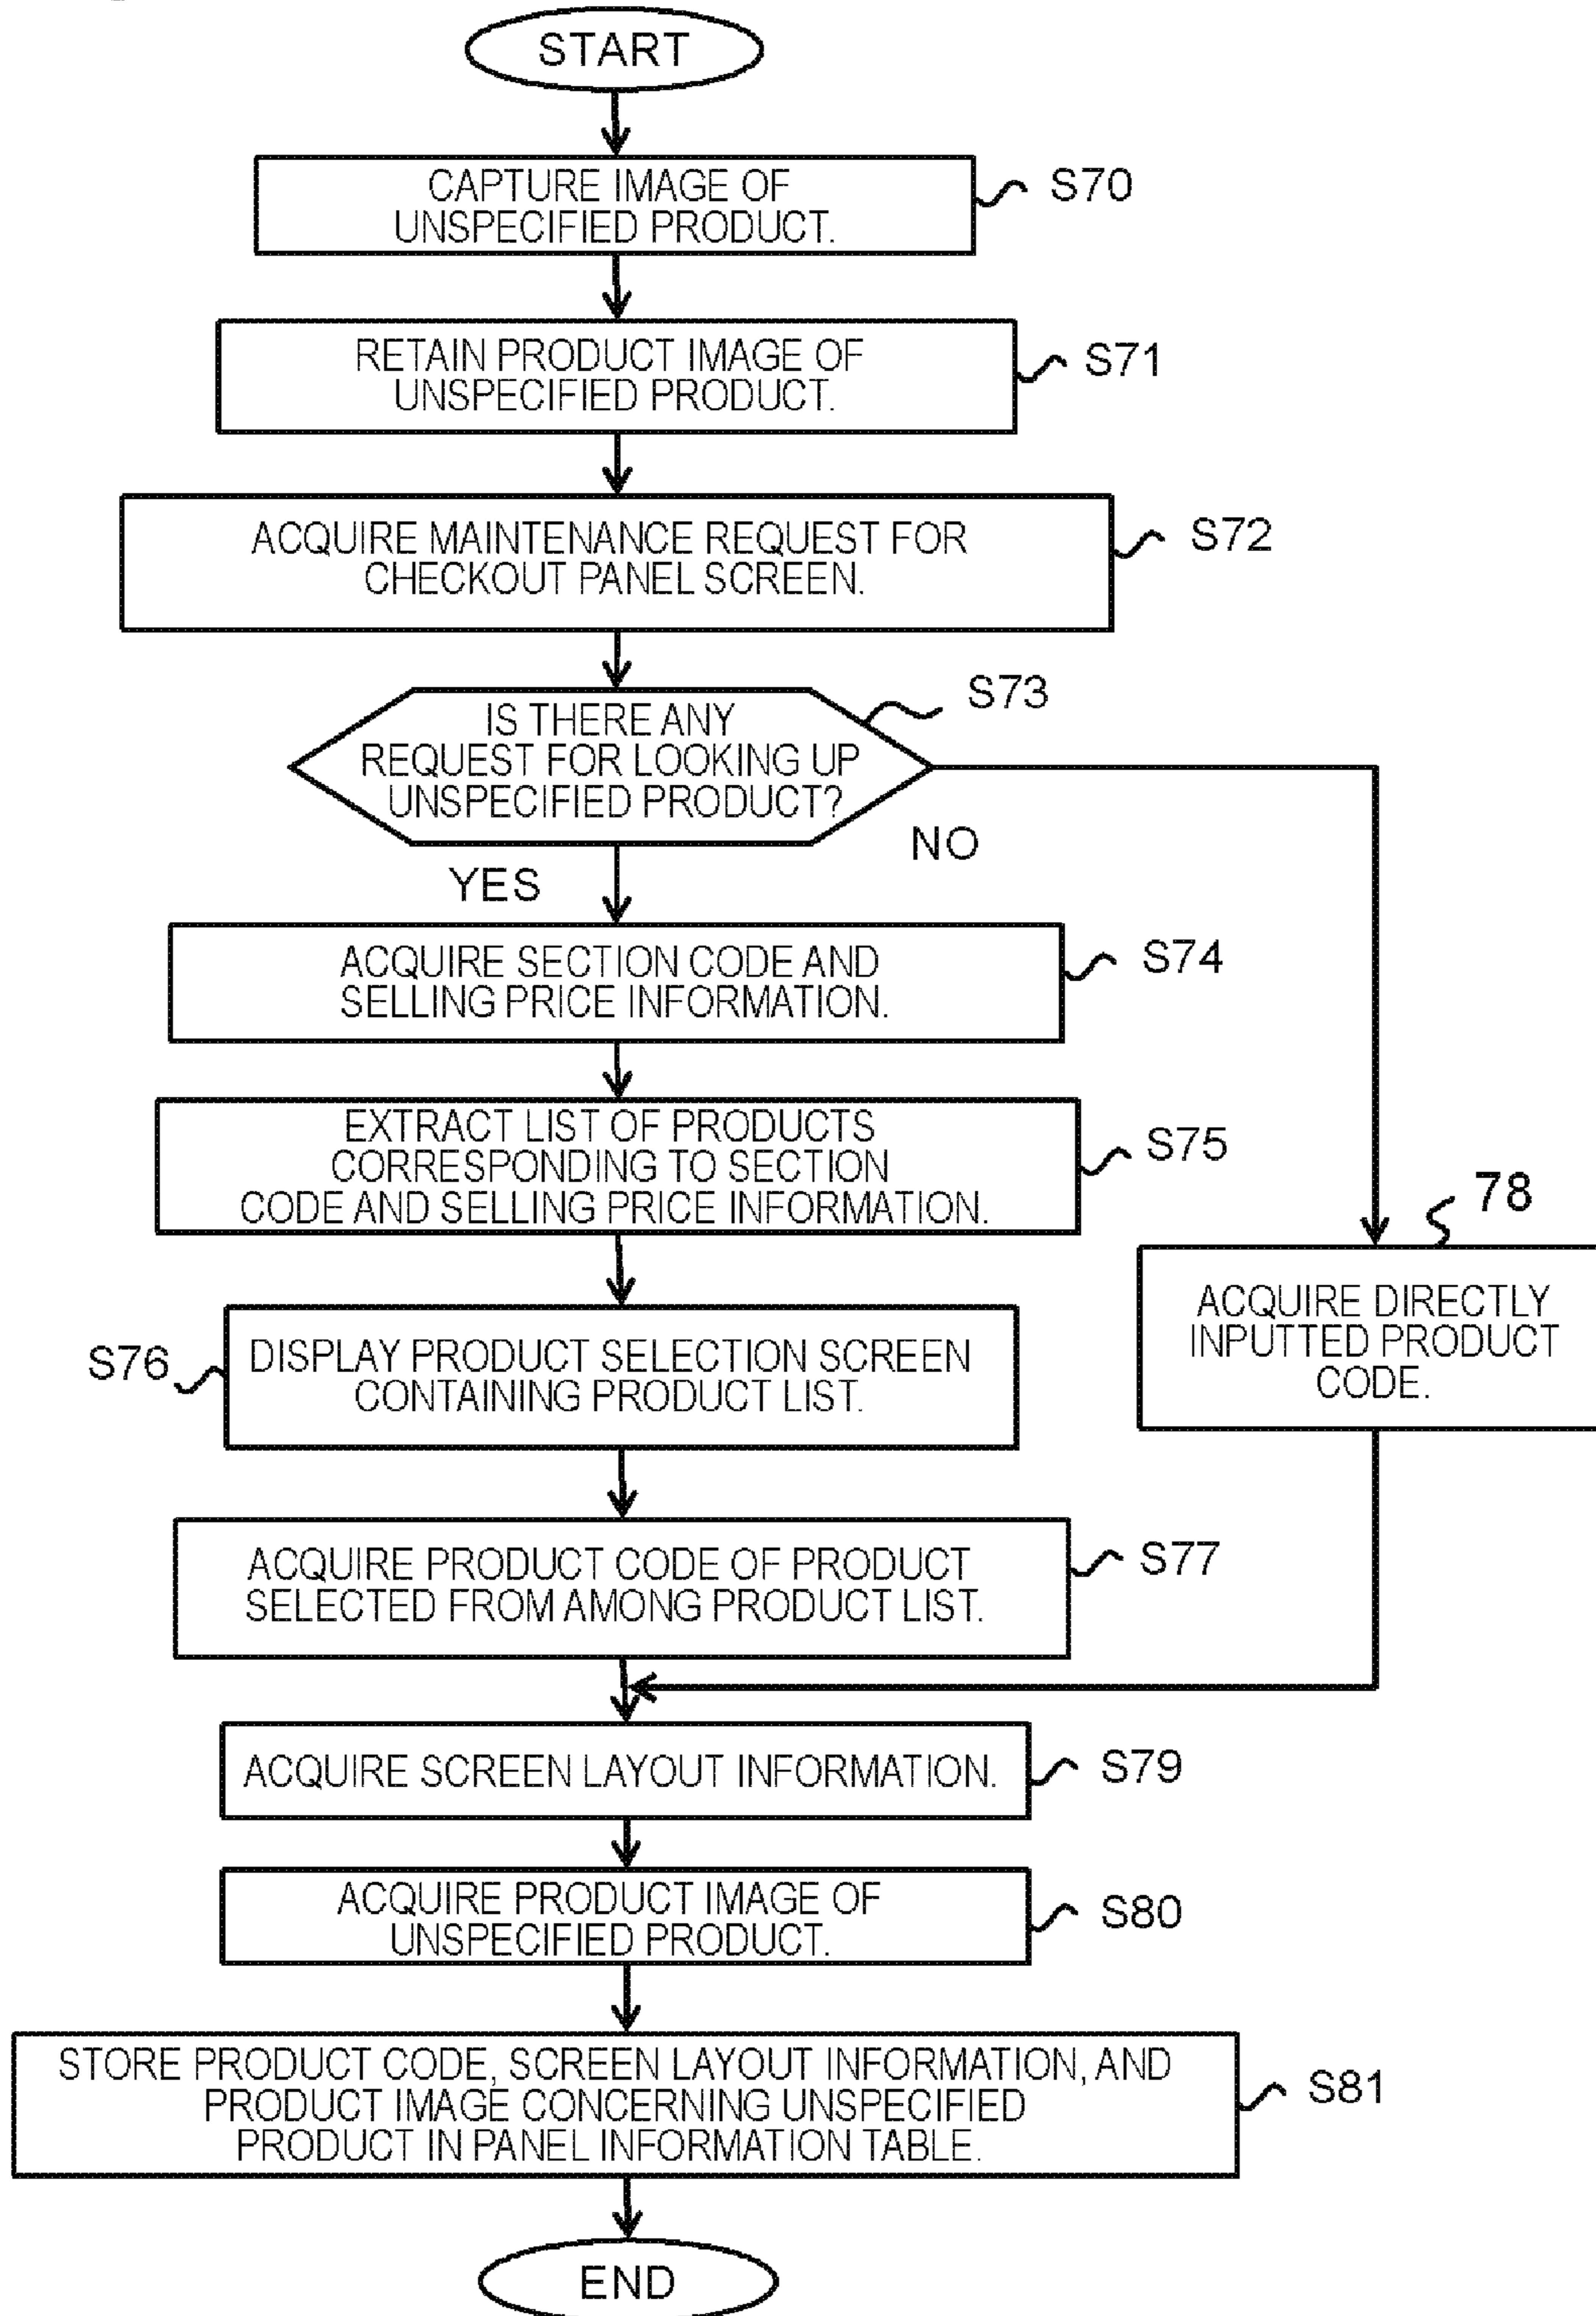 START
CAPTURE IMAGE OF
UNSPECIFIED PRODUCT.
S70
RETAIN PRODUCT IMAGE OF
UNSPECIFIED PRODUCT.
S71
ACQUIRE MAINTENANCE REQUEST FOR
CHECKOUT PANEL SCREEN.
S72
IS THERE ANY
REQUEST FOR LOOKING UP
UNSPECIFIED PRODUCT?
S73
NO
YES
ACQUIRE SECTION CODE AND
SELLING PRICE INFORMATION.
S74
EXTRACT LIST OF PRODUCTS
CORRESPONDING TO SECTION
CODE AND SELLING PRICE INFORMATION.
S75
78
ACQUIRE DIRECTLY
INPUTTED PRODUCT
CODE.
S76
DISPLAY PRODUCT SELECTION SCREEN
CONTAINING PRODUCT LIST.
ACQUIRE PRODUCT CODE OF PRODUCT
SELECTED FROM AMONG PRODUCT LIST.
S77
ACQUIRE SCREEN LAYOUT INFORMATION.
S79
ACQUIRE PRODUCT IMAGE OF
UNSPECIFIED PRODUCT.
S80
STORE PRODUCT CODE, SCREEN LAYOUT INFORMATION, AND
PRODUCT IMAGE CONCERNING UNSPECIFIED
PRODUCT IN PANEL INFORMATION TABLE.
S81
END